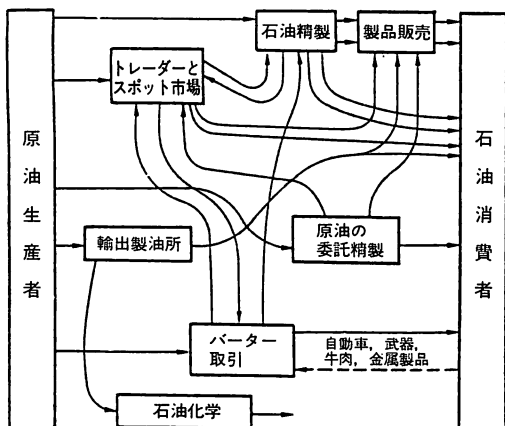 原油生産者
石油精製
製品販売
トレーダーと
スポット市場
輸出製油所
原油の
委託精製
バーター
取引
自動車，武器，
牛肉，金属製品
石油化学
石油消費者